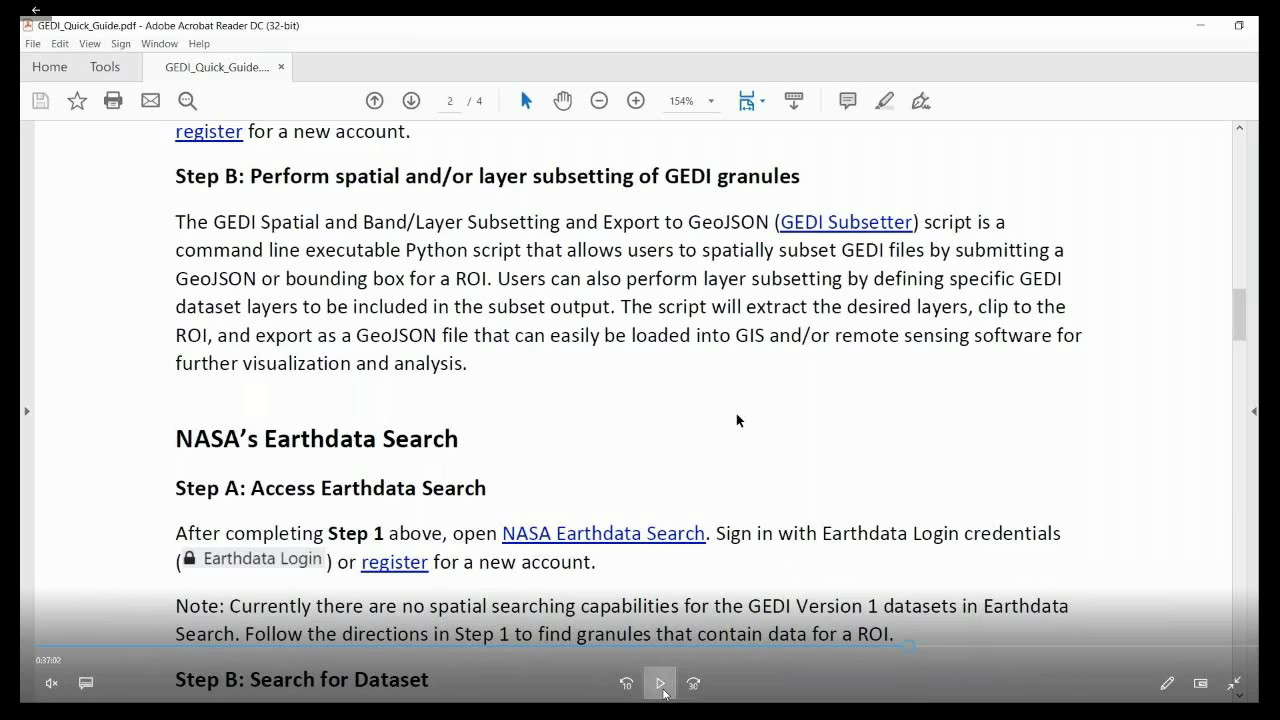 GEDI_Quick_Guide.pdf - Adobe Acrobat Reader DC (32-bit)
File Edit View Sign Window Help
Home Tools GEDI_Quick_Guide.... ×
2 / 4 154%
register for a new account.
Step B: Perform spatial and/or layer subsetting of GEDI granules
The GEDI Spatial and Band/Layer Subsetting and Export to GeoJSON (GEDI Subsetter) script is a
command line executable Python script that allows users to spatially subset GEDI files by submitting a
GeoJSON or bounding box for a ROI. Users can also perform layer subsetting by defining specific GEDI
dataset layers to be included in the subset output. The script will extract the desired layers, clip to the
ROI, and export as a GeoJSON file that can easily be loaded into GIS and/or remote sensing software for
further visualization and analysis.
NASA’s Earthdata Search
Step A: Access Earthdata Search
After completing Step 1 above, open NASA Earthdata Search. Sign in with Earthdata Login credentials
(Earthdata Login) or register for a new account.
Note: Currently there are no spatial searching capabilities for the GEDI Version 1 datasets in Earthdata
Search. Follow the directions in Step 1 to find granules that contain data for a ROI.
0:37:02
Step B: Search for Dataset
10 30